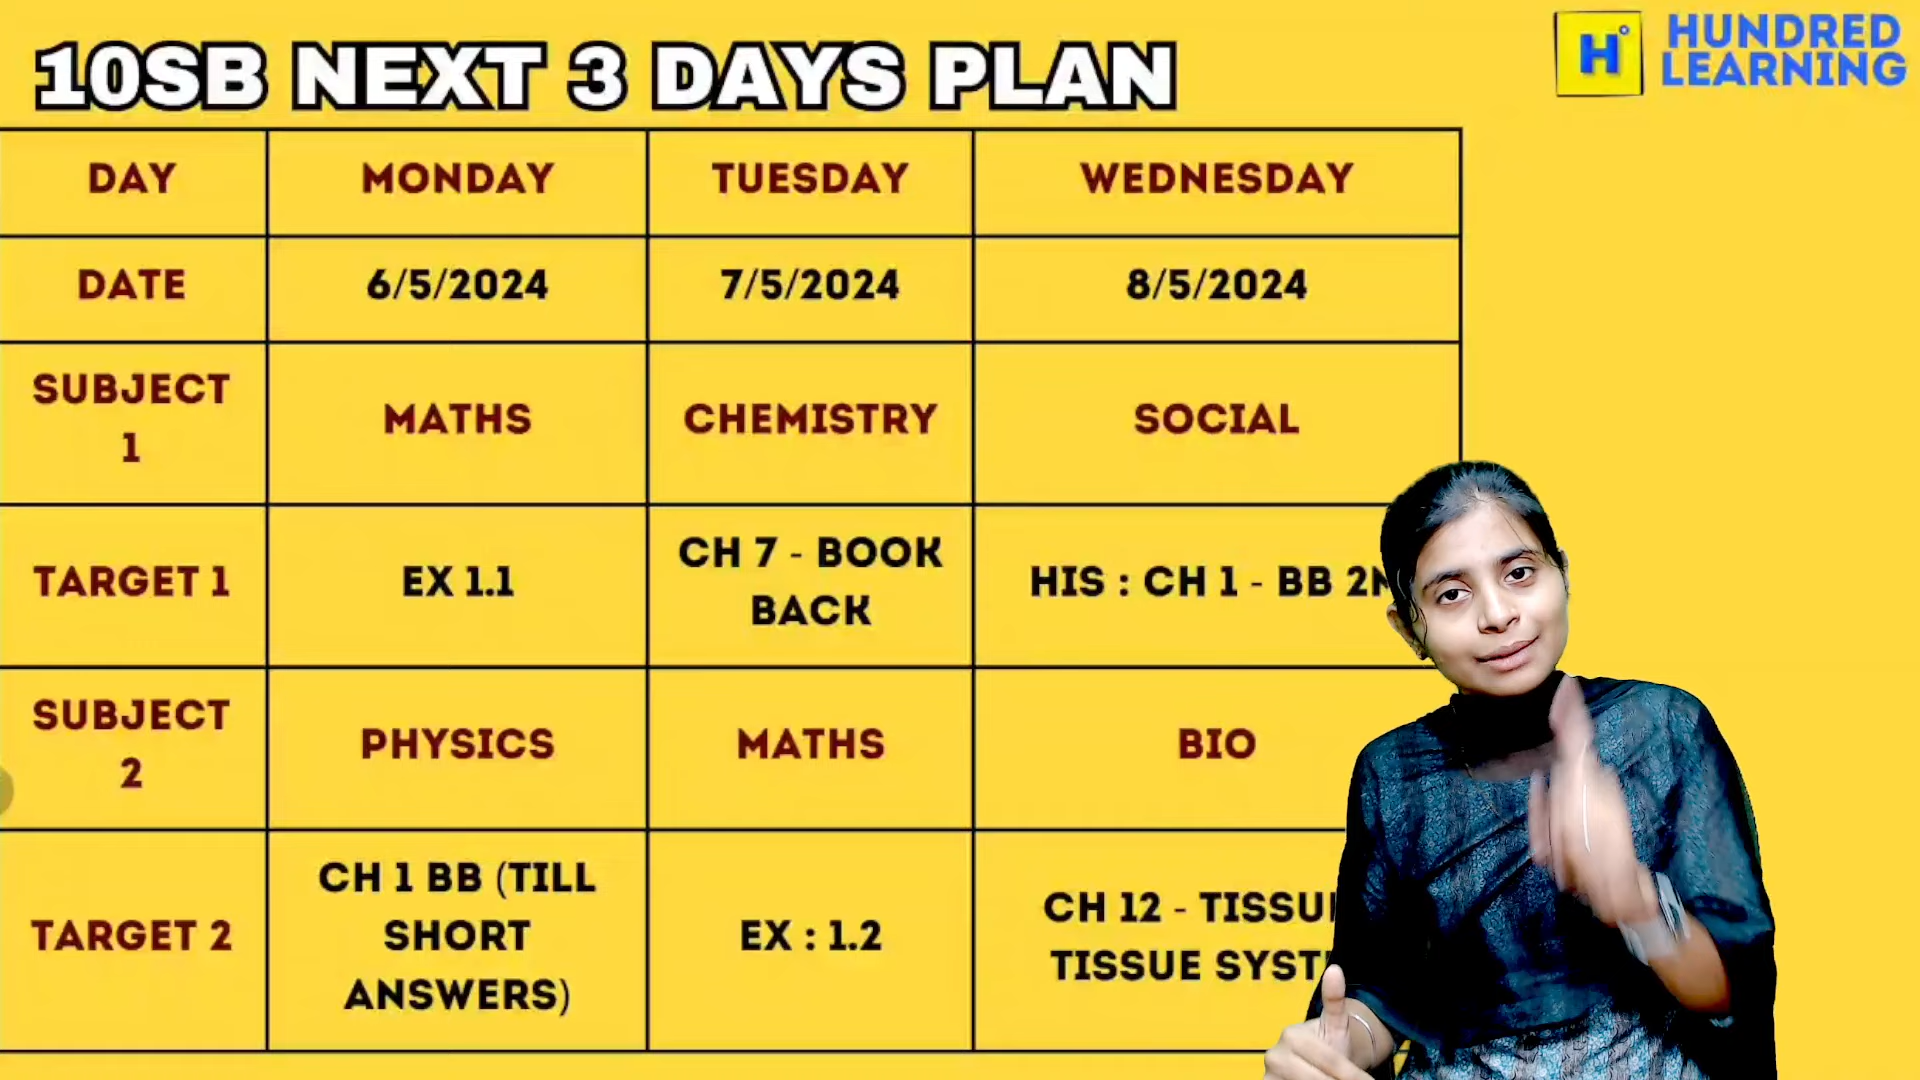 10SB NEXT 3 DAYS PLAN
H°
HUNDRED
LEARNING
DAY
MONDAY
TUESDAY
WEDNESDAY
DATE
6/5/2024
7/5/2024
8/5/2024
SUBJECT
1
MATHS
CHEMISTRY
SOCIAL
TARGET 1
EX 1.1
CH 7 - BOOK
BACK
HIS : CH 1 - BB
SUBJECT
2
PHYSICS
MATHS
BIO
TARGET 2
CH 1 BB (TILL
SHORT
ANSWERS)
EX : 1.2
CH 12 -
TISSUE